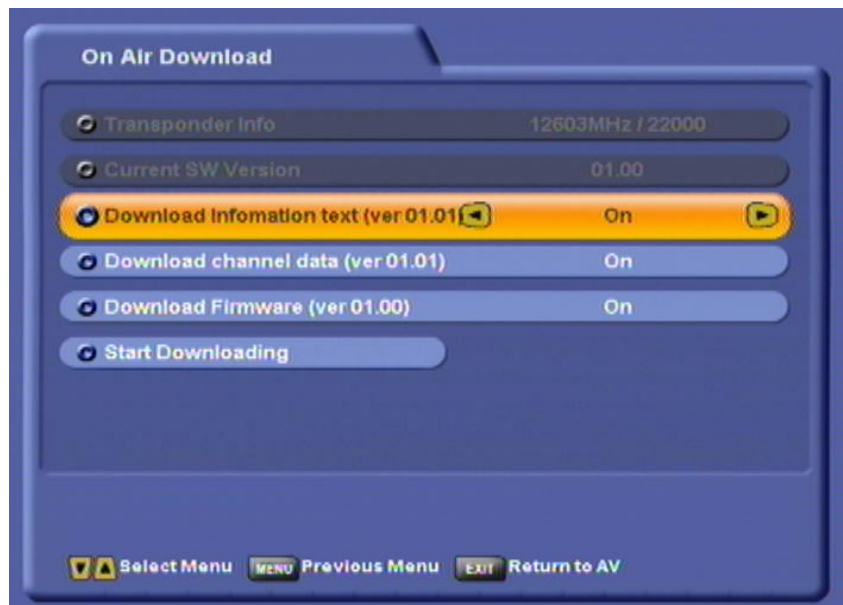 On Air Download
Transponder Info 12603MHz / 22000
Current SW Version 01.00
Download Infomation text (ver 01.01) On
Download channel data (ver 01.01) On
Download Firmware (ver 01.00) On
Start Downloading
Select Menu MENU Previous Menu EXIT Return to AV